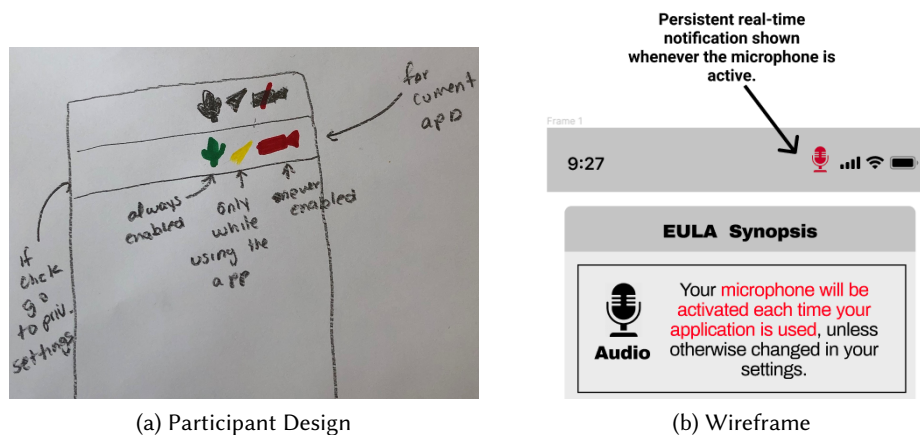 for
current
app
always
enabled
only
while
using the
app
never
enabled
if
click
go
to priv.
settings
(a) Participant Design
Persistent real-time
notification shown
whenever the microphone is
active.
Frame 1
9:27
EULA Synopsis
Audio
Your microphone will be
activated each time your
application is used, unless
otherwise changed in your
settings.
(b) Wireframe